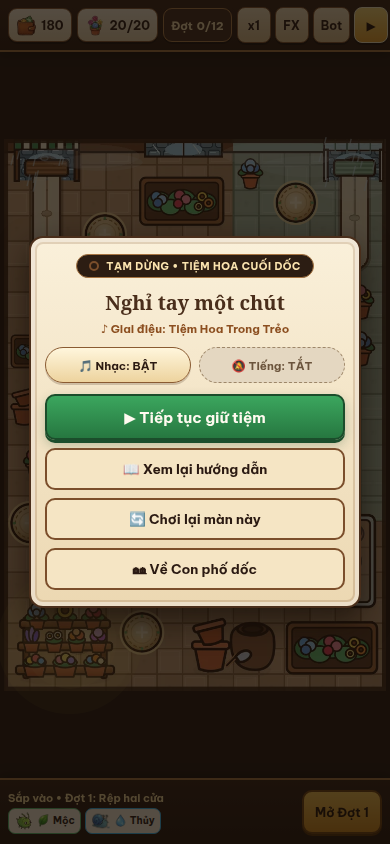 180
20/20
Đợt 0/12
x1
FX
Bot
TẠM DỪNG • TIỆM HOA CUỐI DỐC
Nghỉ tay một chút
♪ Giai điệu: Tiệm Hoa Trong Trẻo
🎵 Nhạc: BẬT
🔕 Tiếng: TẮT
▶ Tiếp tục giữ tiệm
📖 Xem lại hướng dẫn
🔄 Chơi lại màn này
🏘 Về Con phố dốc
Sắp vào • Đợt 1: Rệp hai cửa
Mộc
Thủy
Mở Đợt 1